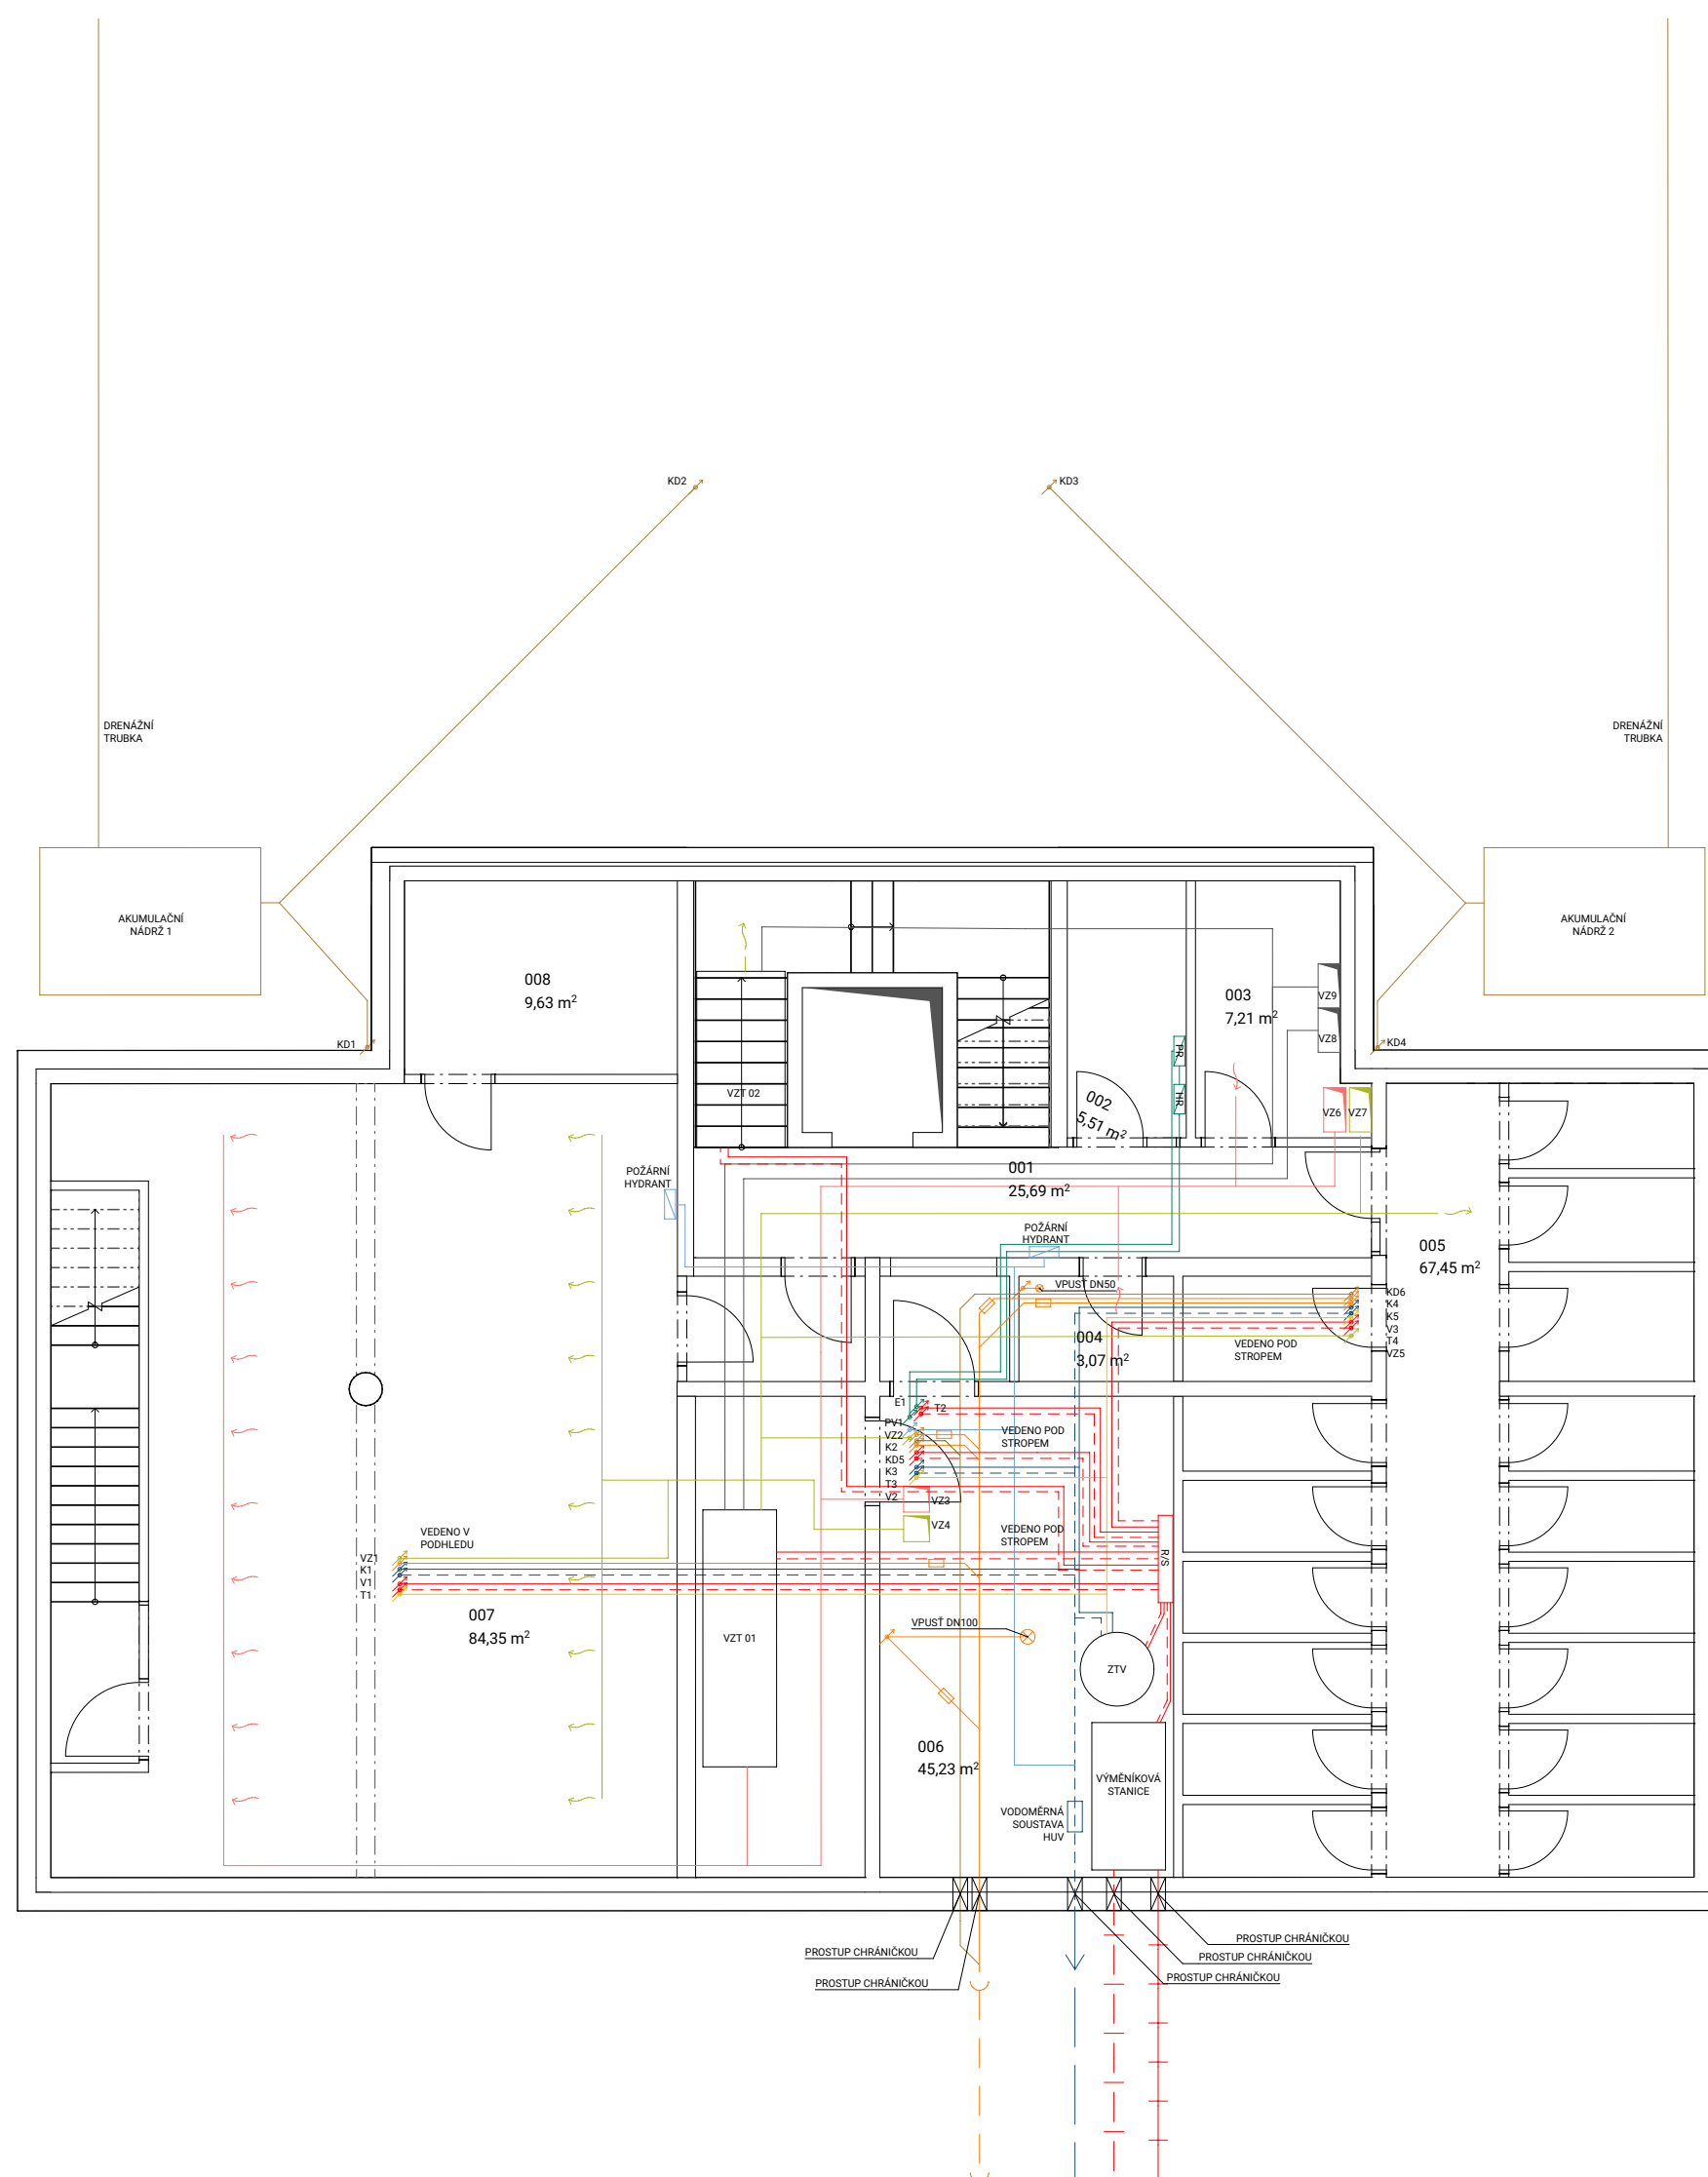 KD2
KD3
DRENÁŽNÍ
TRUBKA
DRENÁŽNÍ
TRUBKA
AKUMULAČNÍ
NÁDRŽ 1
AKUMULAČNÍ
NÁDRŽ 2
008
9,63 m²
003
7,21 m²
VZ9
VZ8
KD1
KD4
PR
HR
VZT 02
002
5,51 m²
VZ6
VZ7
001
25,69 m²
POŽÁRNÍ
HYDRANT
POŽÁRNÍ
HYDRANT
005
67,45 m²
VPUSŤ DN50
KD6
K4
K5
V3
T4
VZ5
004
3,07 m²
VEDENO POD
STROPEM
E1
T2
PV1
VZ2
K2
KD5
K3
T3
V2
VEDENO POD
STROPEM
VZ3
VZ4
VEDENO POD
STROPEM
VEDENO V
PODHLEDU
VZ1
K1
V1
T1
R/S
007
84,35 m²
VZT 01
VPUSŤ DN100
ZTV
006
45,23 m²
VÝMĚNÍKOVÁ
STANICE
VODOMĚRNÁ
SOUSTAVA
HUV
PROSTUP CHRÁNIČKOU
PROSTUP CHRÁNIČKOU
PROSTUP CHRÁNIČKOU
PROSTUP CHRÁNIČKOU
PROSTUP CHRÁNIČKOU